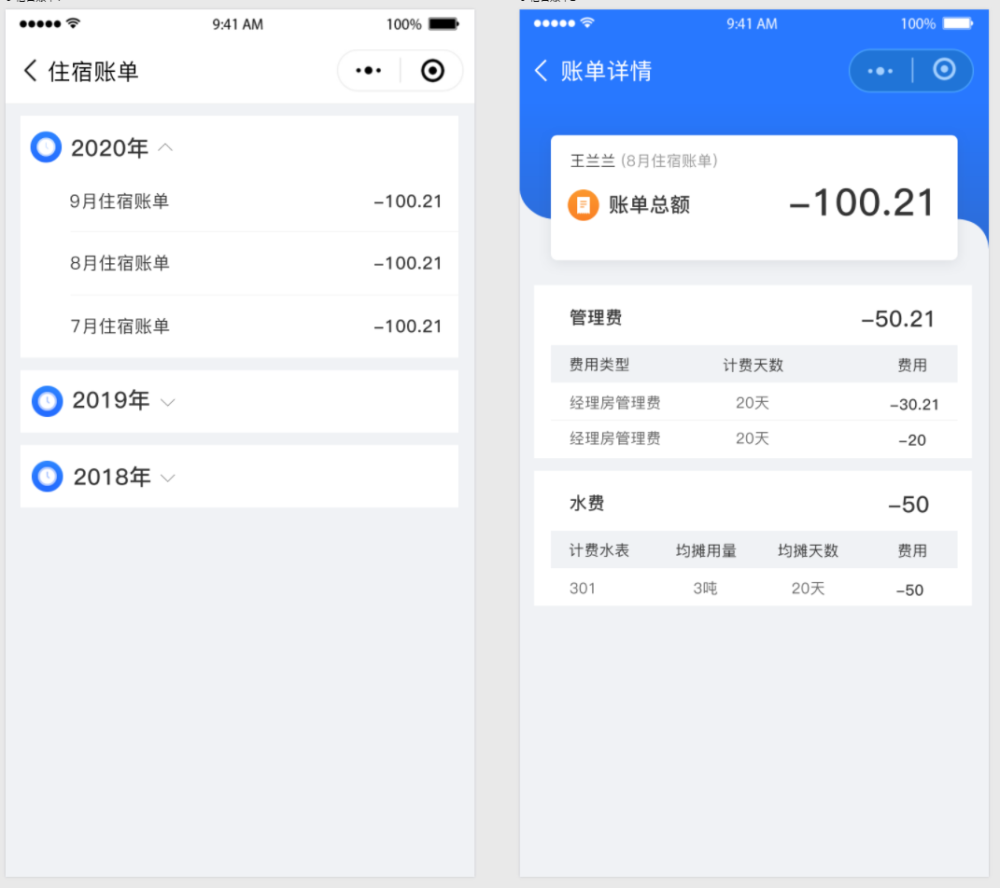 9:41 AM
100%
住宿账单
2020年
9月住宿账单
-100.21
8月住宿账单
-100.21
7月住宿账单
-100.21
2019年
2018年
9:41 AM
100%
账单详情
王兰兰 (8月住宿账单)
账单总额
-100.21
管理费
-50.21
费用类型 计费天数 费用
经理房管理费 20天 -30.21
经理房管理费 20天 -20
水费
-50
计费水表 均摊用量 均摊天数 费用
301 3吨 20天 -50